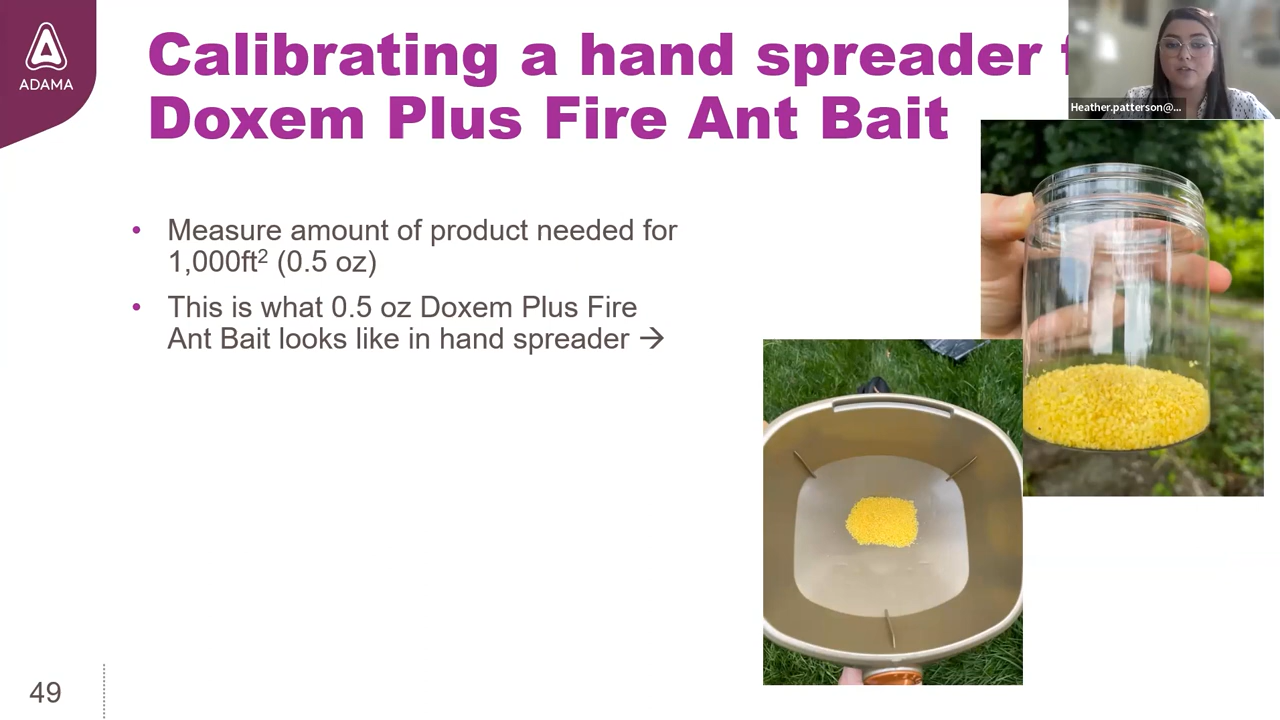 ADAMA
Calibrating a hand spreader
Doxem Plus Fire Ant Bait
Heather.patterson@...
• Measure amount of product needed for
1,000ft² (0.5 oz)
• This is what 0.5 oz Doxem Plus Fire
Ant Bait looks like in hand spreader →
49